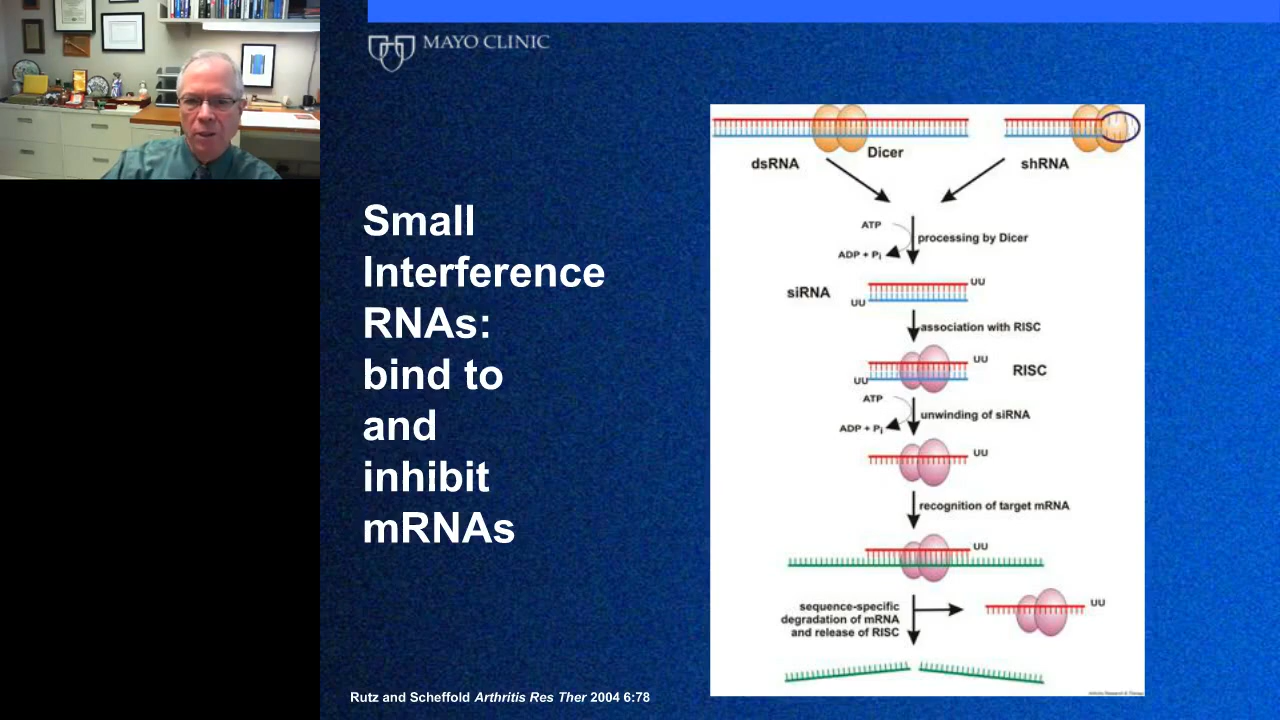 MAYO CLINIC
Small
Interference
RNAs:
bind to
and
inhibit
mRNAs
dsRNA
Dicer
shRNA
ATP
processing by Dicer
ADP + Pi
siRNA
UU
UU
association with RISC
UU
RISC
UU
ATP
unwinding of siRNA
ADP + Pi
UU
recognition of target mRNA
UU
sequence-specific
degradation of mRNA
and release of RISC
UU
Rutz and Scheffold Arthritis Res Ther 2004 6:78
Arthritis Research & Therapy